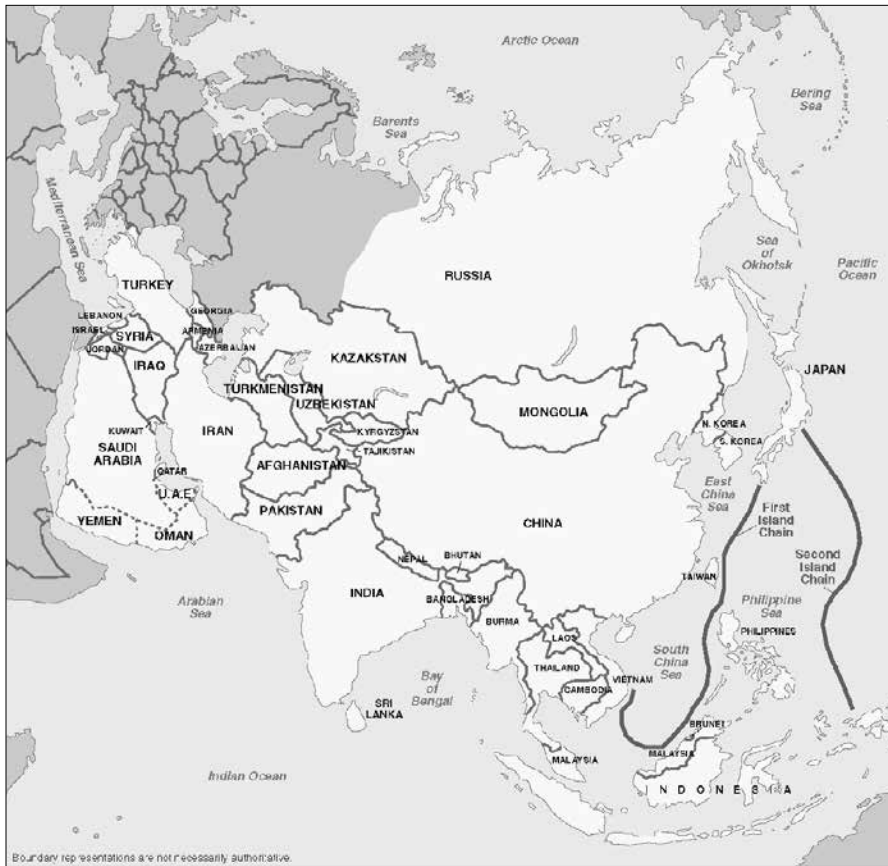 Arctic Ocean
Bering
Sea
Barents
Sea
Mediterranean Sea
Sea
of
Okhotsk
Pacific
Ocean
RUSSIA
TURKEY
GEORGIA
LEBANON
ISRAEL
SYRIA
ARMENIA
JORDAN
AZERBAIJAN
IRAQ
KAZAKSTAN
JAPAN
TURKMENISTAN
UZBEKISTAN
MONGOLIA
KUWAIT
IRAN
KYRGYZSTAN
N. KOREA
S. KOREA
SAUDI
ARABIA
TAJIKISTAN
AFGHANISTAN
QATAR
U.A.E.
East
China
Sea
PAKISTAN
First
Island
Chain
YEMEN
OMAN
CHINA
NEPAL
BHUTAN
Second
Island
Chain
TAIWAN
INDIA
BANGLADESH
Arabian
Sea
Philippine
Sea
BURMA
PHILIPPINES
LAOS
South
China
Sea
THAILAND
Bay
of
Bengal
VIETNAM
CAMBODIA
SRI
LANKA
BRUNEI
MALAYSIA
MALAYSIA
Indian Ocean
INDONESIA
Boundary representations are not necessarily authoritative.